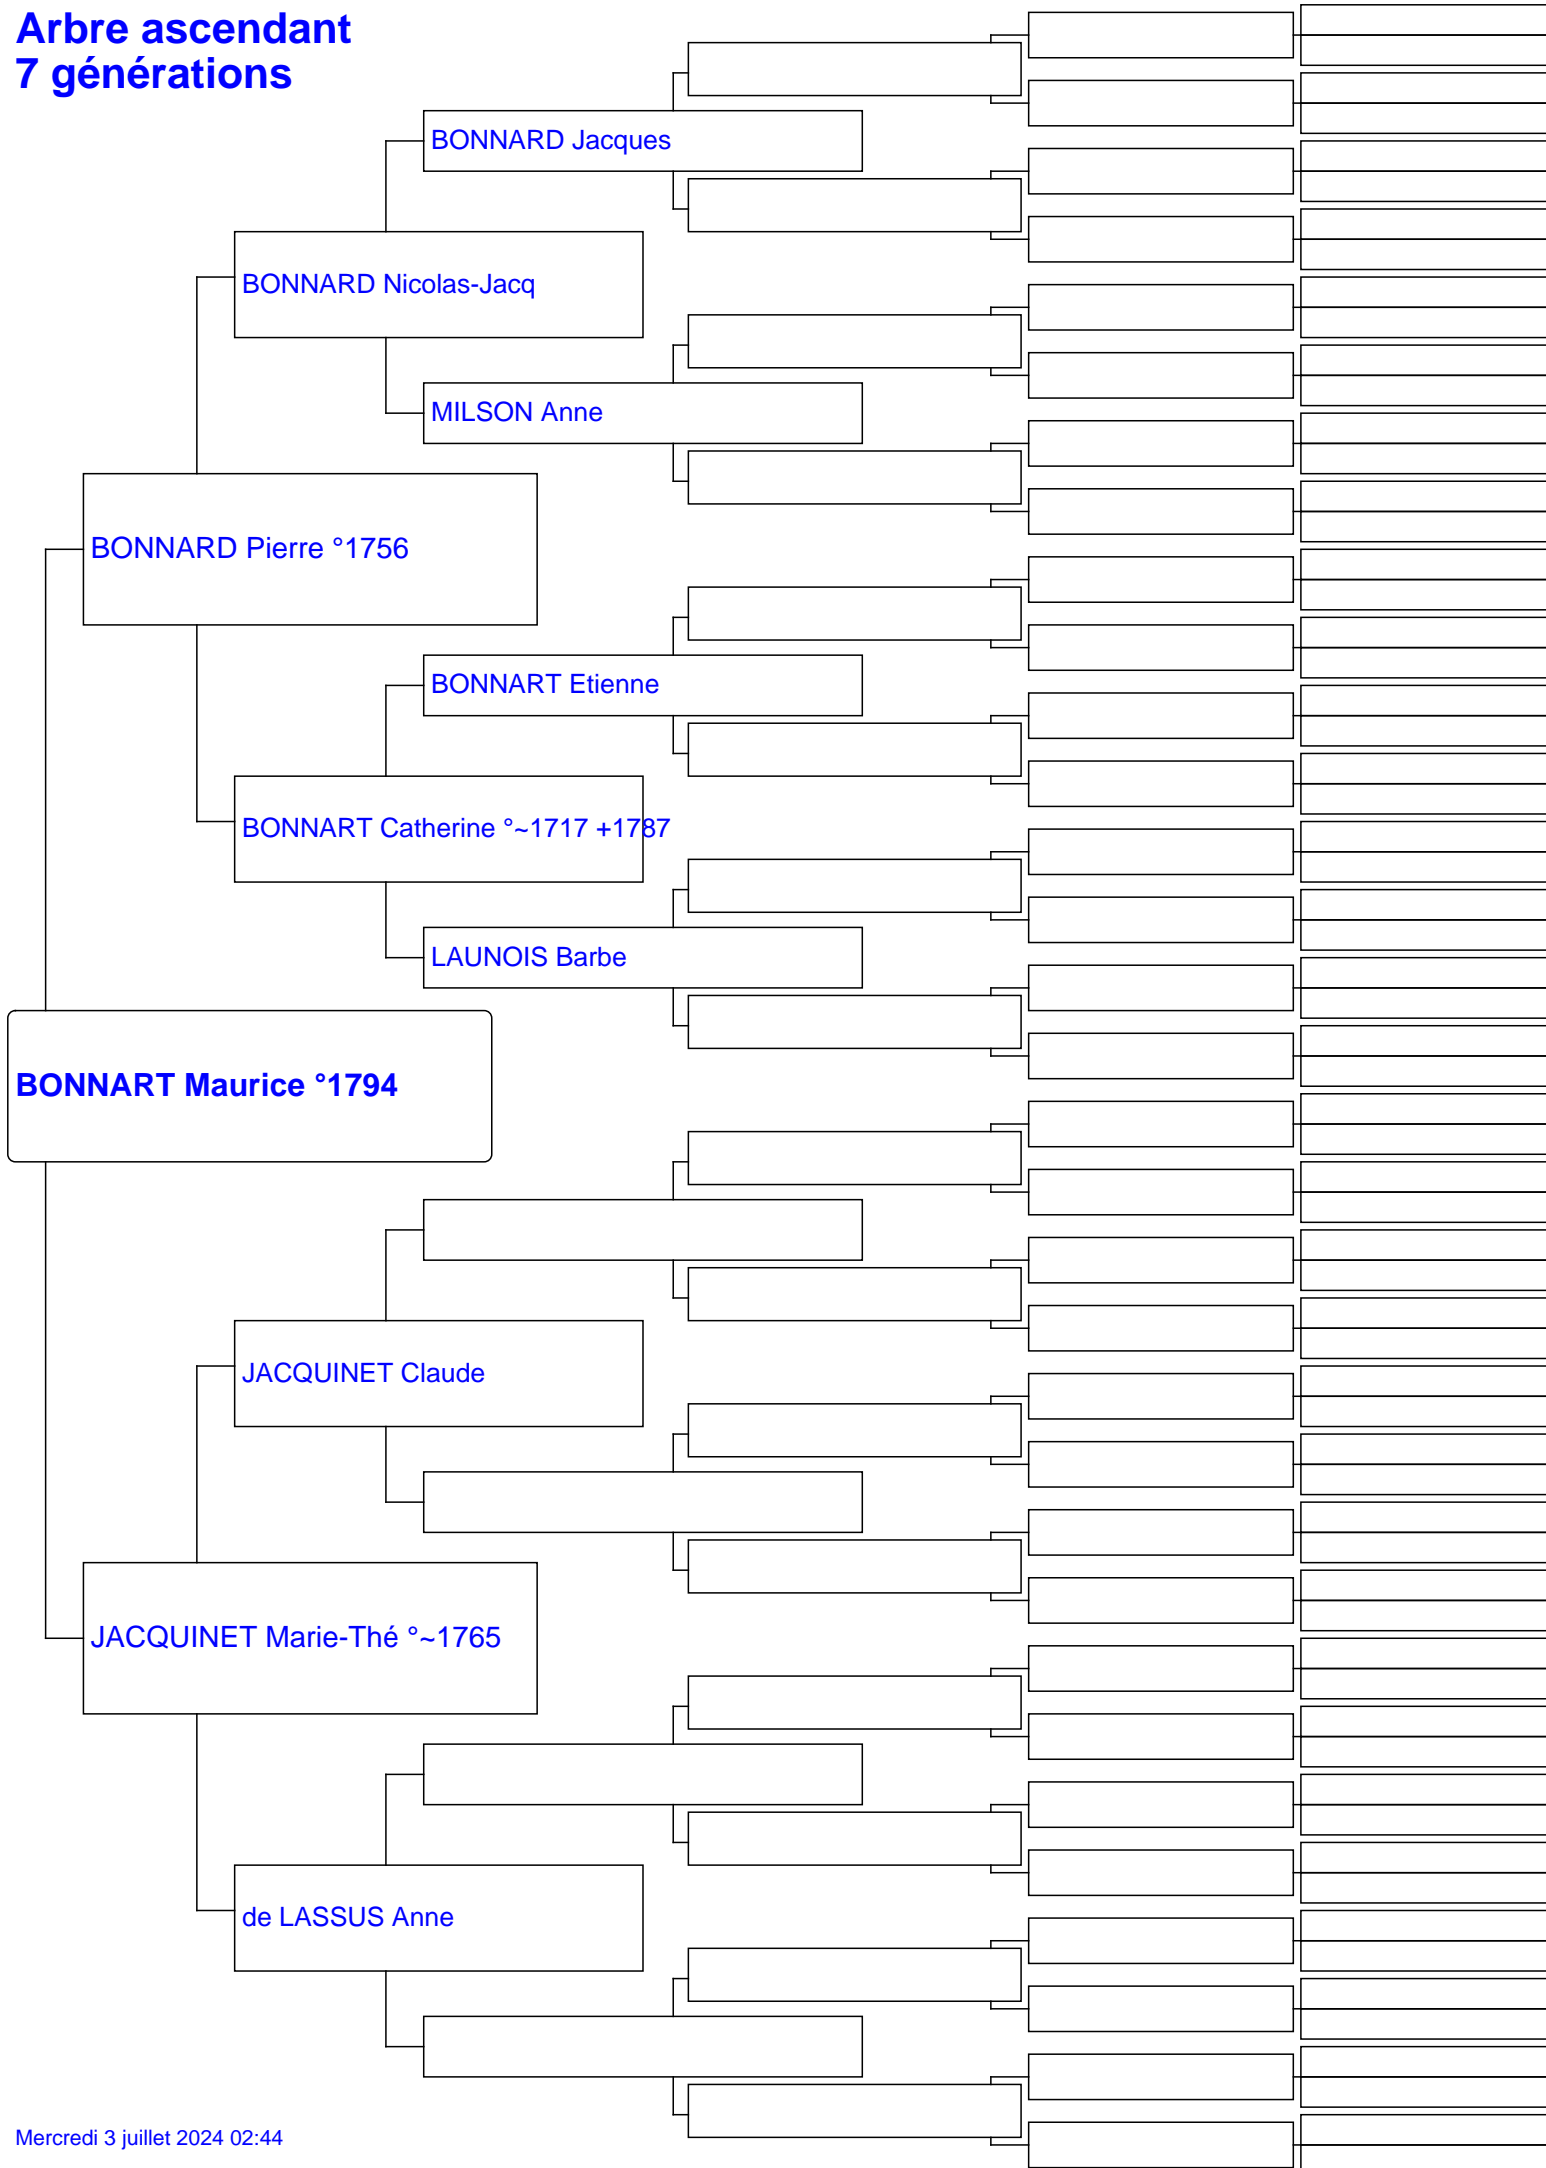 Arbre ascendant
7 générations
BONNARD Jacques
BONNARD Nicolas-Jacq
MILSON Anne
BONNARD Pierre °1756
BONNART Etienne
BONNART Catherine °~1717 +1787
LAUNOIS Barbe
BONNART Maurice °1794
JACQUINET Claude
JACQUINET Marie-Thé °~1765
de LASSUS Anne
Mercredi 3 juillet 2024 02:44